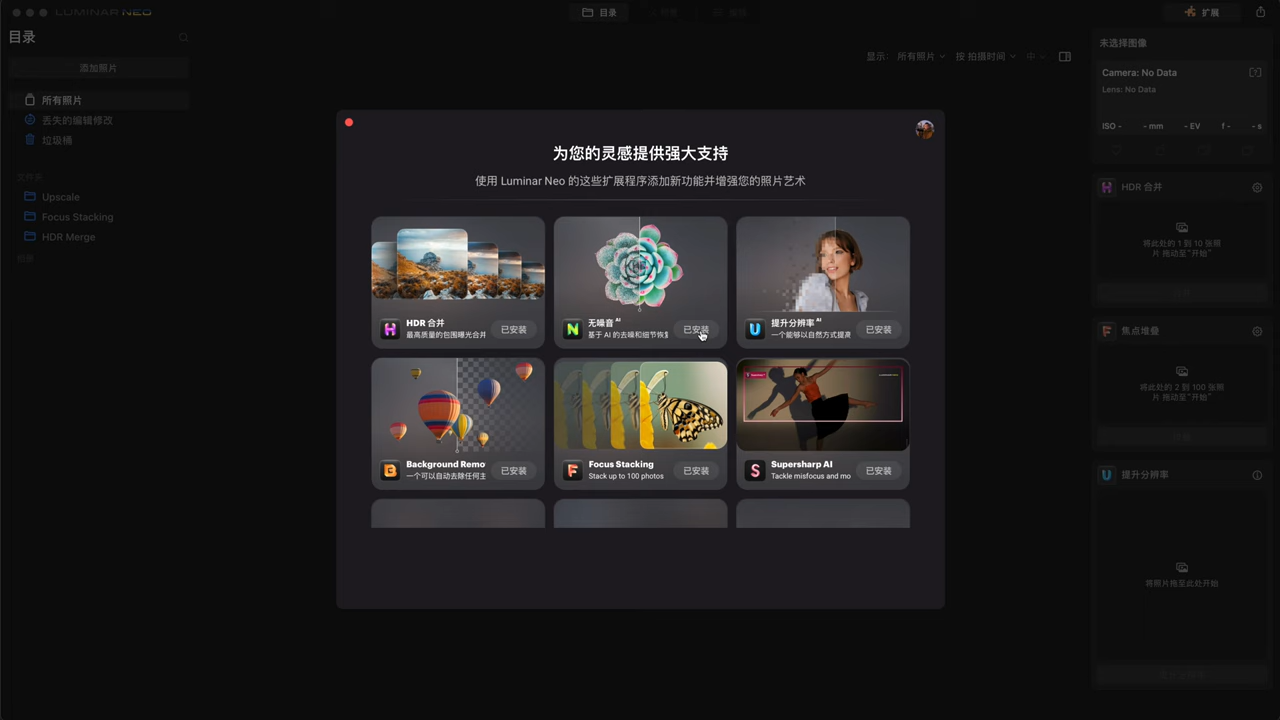 LUMINAR NEO
目录
扩展
目录
添加照片
显示: 所有照片
按 拍摄时间
中
所有照片
丢失的编辑修改
垃圾桶
文件夹
Upscale
Focus Stacking
HDR Merge
相册
为您的灵感提供强大支持
使用 Luminar Neo 的这些扩展程序添加新功能并增强您的照片艺术
HDR 合并
最高质量的包围曝光合并
已安装
无噪音 AI
基于 AI 的去噪和细节恢复
已安装
提升分辨率 AI
一个能够以自然方式提高
已安装
Background Remo
一个可以自动去除任何主
已安装
Focus Stacking
Stack up to 100 photos
已安装
Supersharp AI
Tackle misfocus and mo
已安装
未选择图像
Camera: No Data
Lens: No Data
ISO - - mm - EV f - - s
HDR 合并
将此处的 1 到 10 张照
片 拖动至“开始”
焦点堆叠
将此处的 2 到 100 张照
片 拖动至“开始”
提升分辨率
将照片拖至此处开始